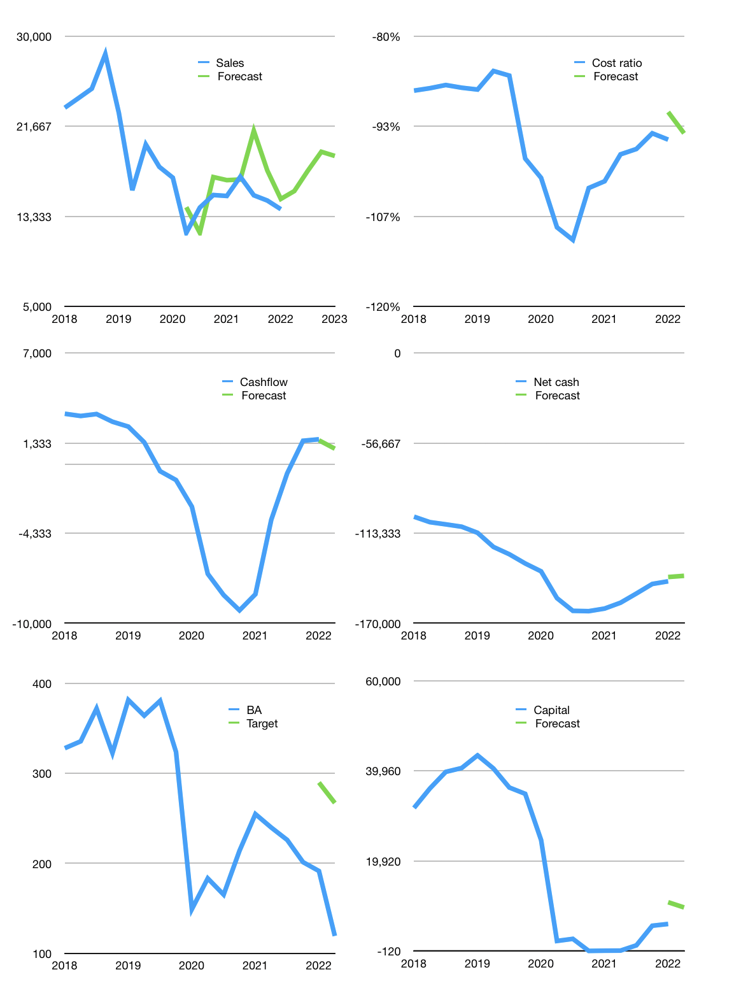 30,000
21,667
13,333
5,000
Sales
Forecast
2018 2019 2020 2021 2022 2023
-80%
-93%
-107%
-120%
Cost ratio
Forecast
2018 2019 2020 2021 2022
7,000
1,333
-4,333
-10,000
Cashflow
Forecast
2018 2019 2020 2021 2022
0
-56,667
-113,333
-170,000
Net cash
Forecast
2018 2019 2020 2021 2022
400
300
200
100
BA
Target
2018 2019 2020 2021 2022
60,000
39,960
19,920
-120
Capital
Forecast
2018 2019 2020 2021 2022